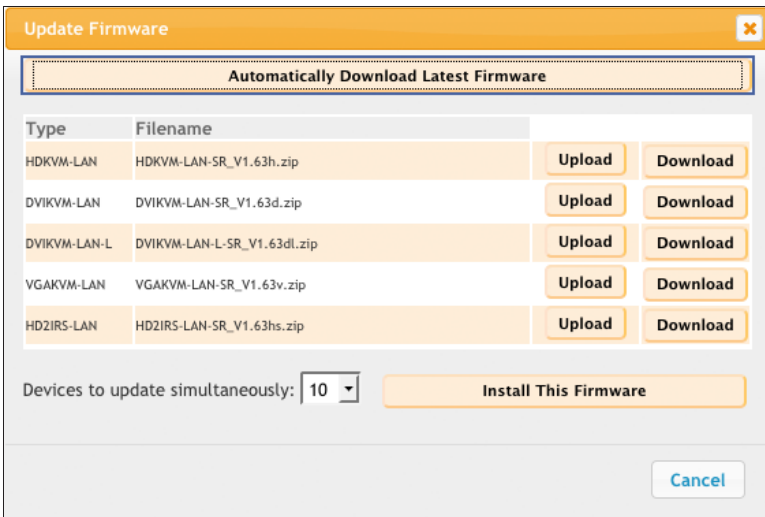 Update Firmware
Automatically Download Latest Firmware
Type Filename
HDKVM-LAN HDKVM-LAN-SR_V1.63h.zip Upload Download
DVIKVM-LAN DVIKVM-LAN-SR_V1.63d.zip Upload Download
DVIKVM-LAN-L DVIKVM-LAN-L-SR_V1.63dl.zip Upload Download
VGAKVM-LAN VGAKVM-LAN-SR_V1.63v.zip Upload Download
HD2IRS-LAN HD2IRS-LAN-SR_V1.63hs.zip Upload Download
Devices to update simultaneously: 10 Install This Firmware
Cancel